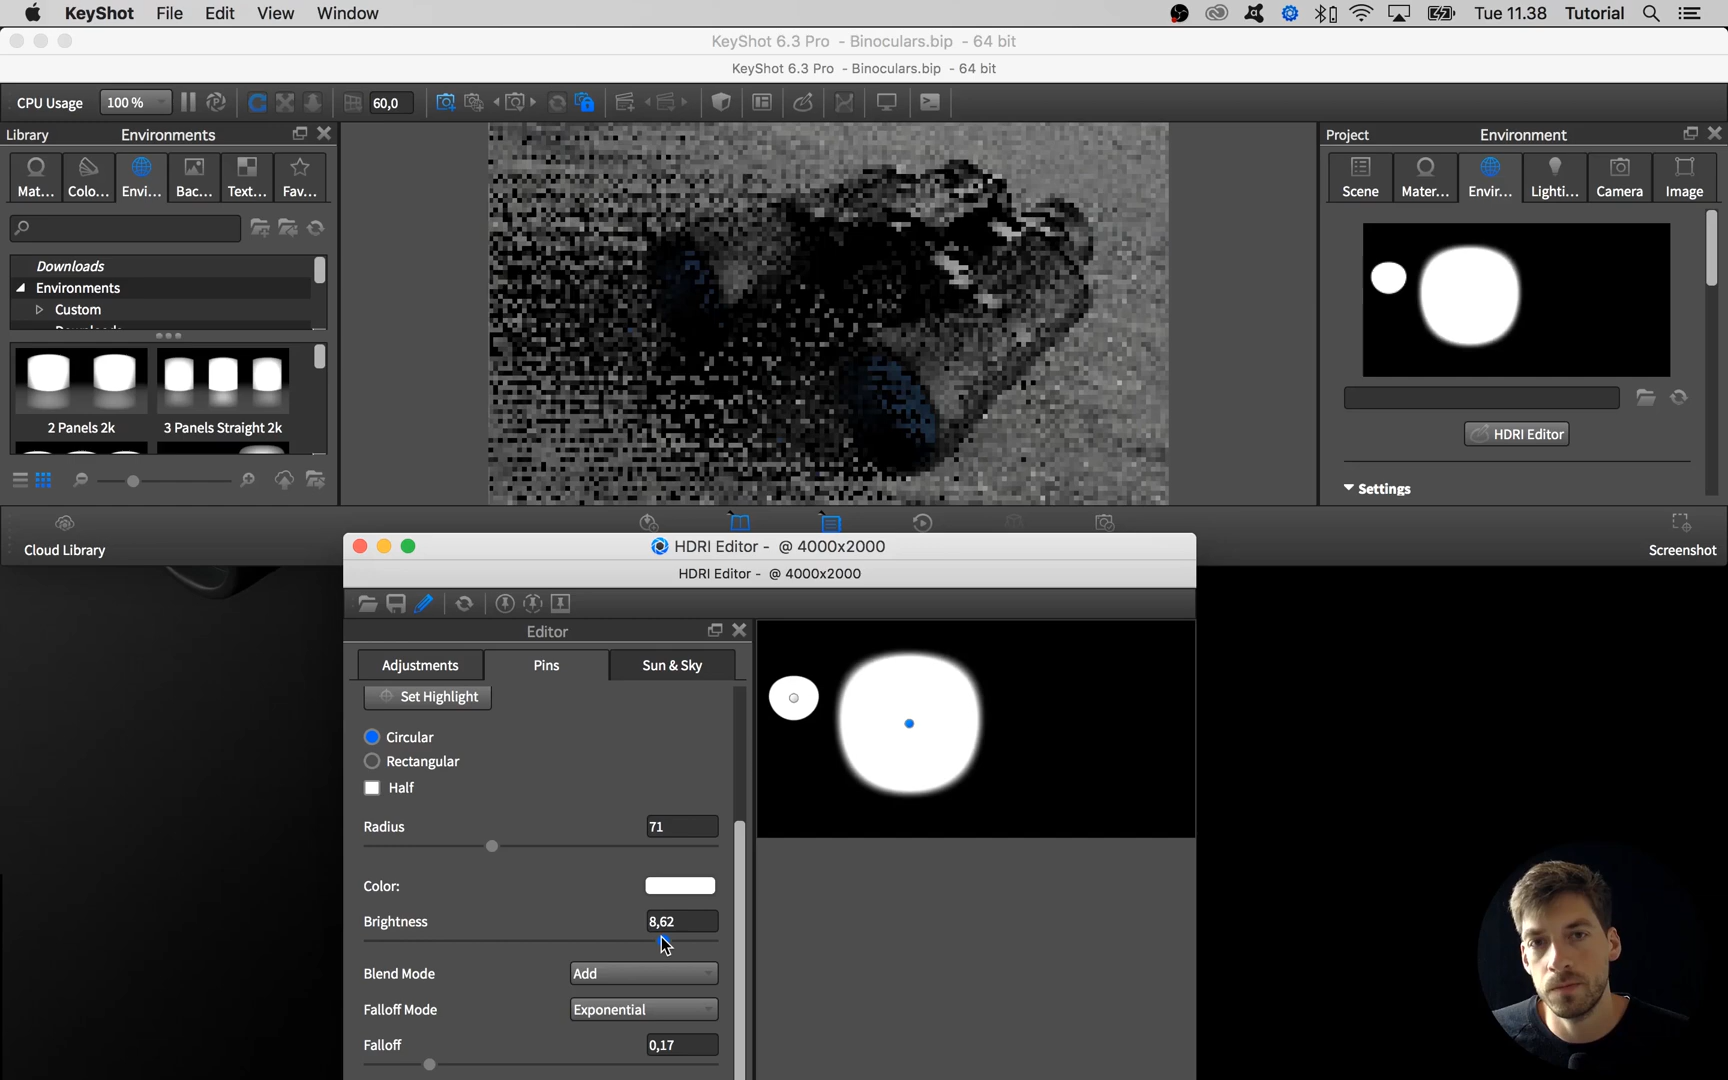 KeyShot File Edit View Window Tue 11.38 Tutorial
KeyShot 6.3 Pro - Binoculars.bip - 64 bit
KeyShot 6.3 Pro - Binoculars.bip - 64 bit
CPU Usage 100 % 60,0
Library Environments
Mat... Colo... Envi... Bac... Text... Fav...
Downloads
Environments
Custom
2 Panels 2k 3 Panels Straight 2k
Project Environment
Scene Mater... Envir... Lighti... Camera Image
HDRI Editor
Settings
Cloud Library
Screenshot
HDRI Editor - @ 4000x2000
HDRI Editor - @ 4000x2000
Editor
Adjustments Pins Sun & Sky
Set Highlight
Circular
Rectangular
Half
Radius 71
Color:
Brightness 8,62
Blend Mode Add
Falloff Mode Exponential
Falloff 0,17